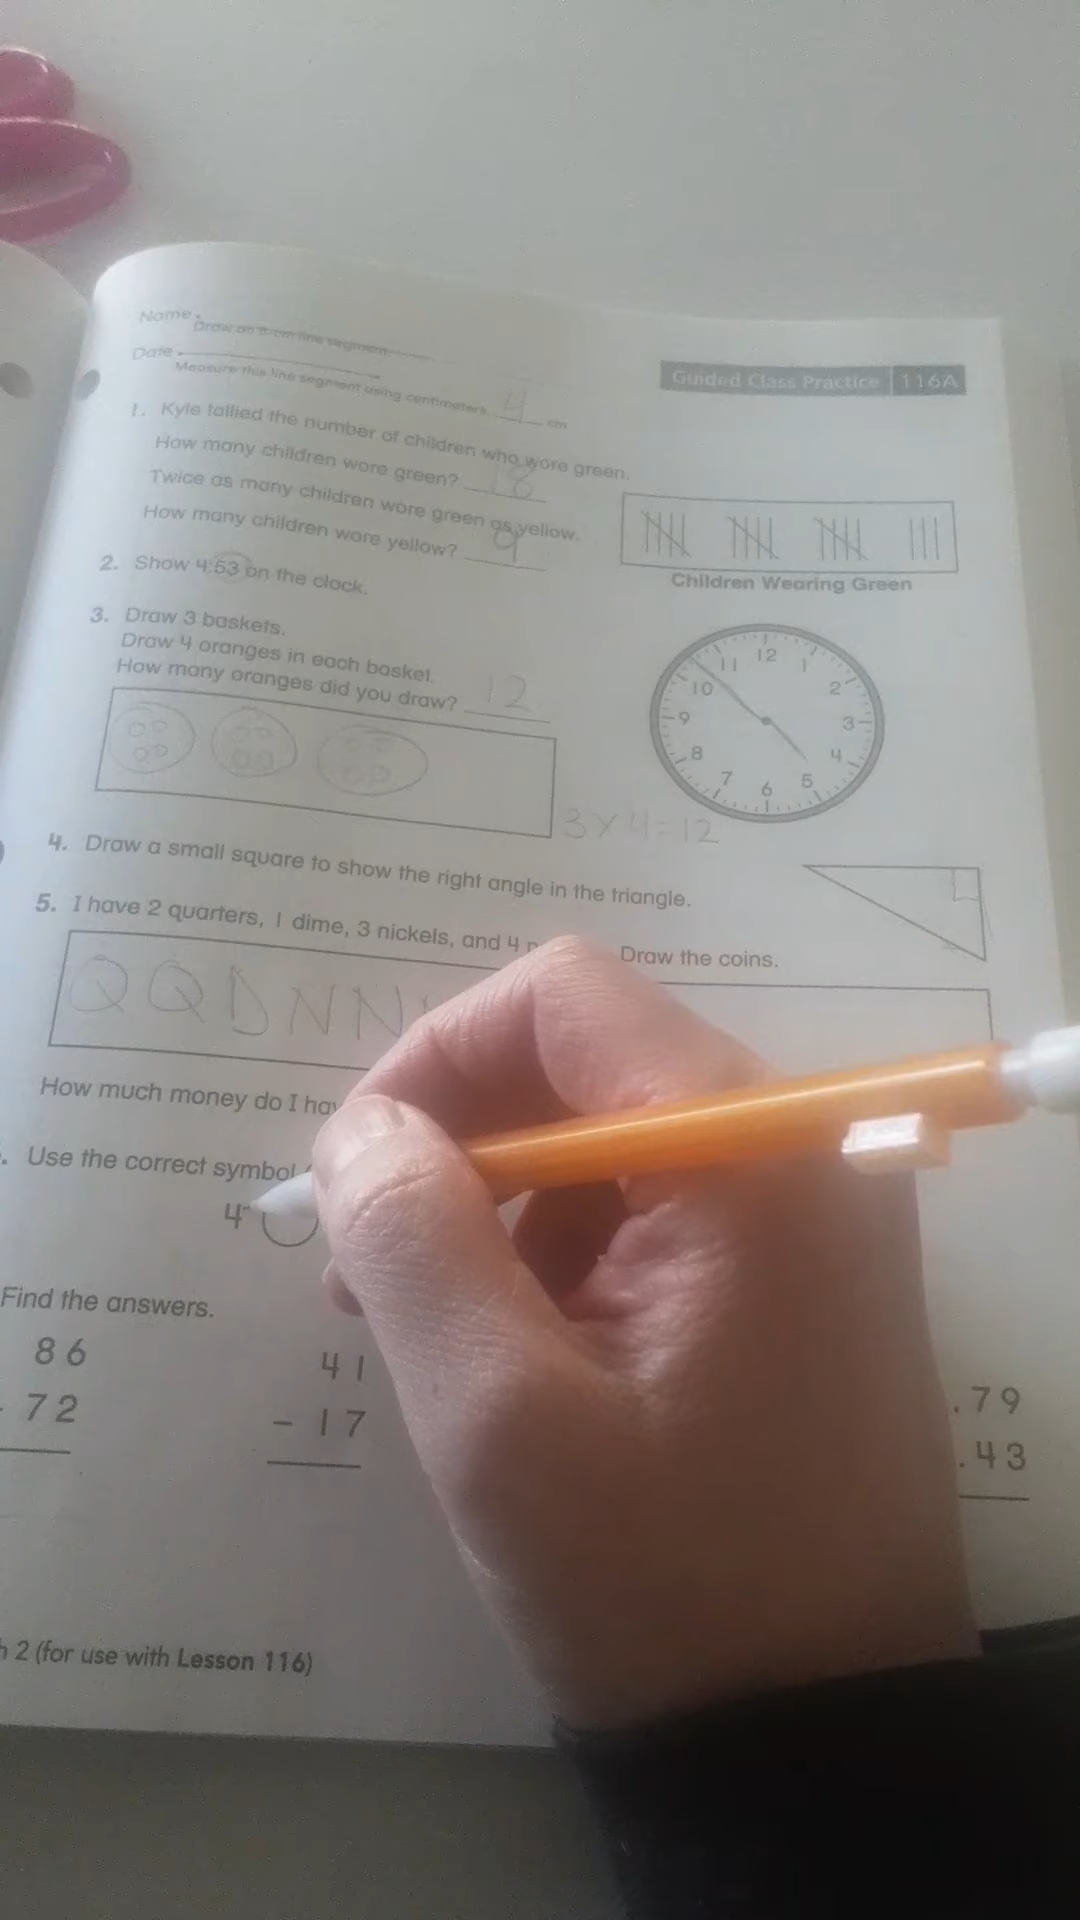 Name
Draw an 8-cm line segment.
Date
Measure this line segment using centimeters. 4 cm
Guided Class Practice 116A
1. Kyle tallied the number of children who wore green.
How many children wore green? 18
Twice as many children wore green as yellow.
How many children wore yellow? 9
Children Wearing Green
2. Show 4:53 on the clock.
12
1
2
3
4
5
6
7
8
9
10
11
3. Draw 3 baskets.
Draw 4 oranges in each basket.
How many oranges did you draw? 12
3 x 4 = 12
4. Draw a small square to show the right angle in the triangle.
5. I have 2 quarters, 1 dime, 3 nickels, and 4 Draw the coins.
Q Q D N N
How much money do I
. Use the correct symbol
Find the answers.
86
72
41
- 17
.79
.43
2 (for use with Lesson 116)